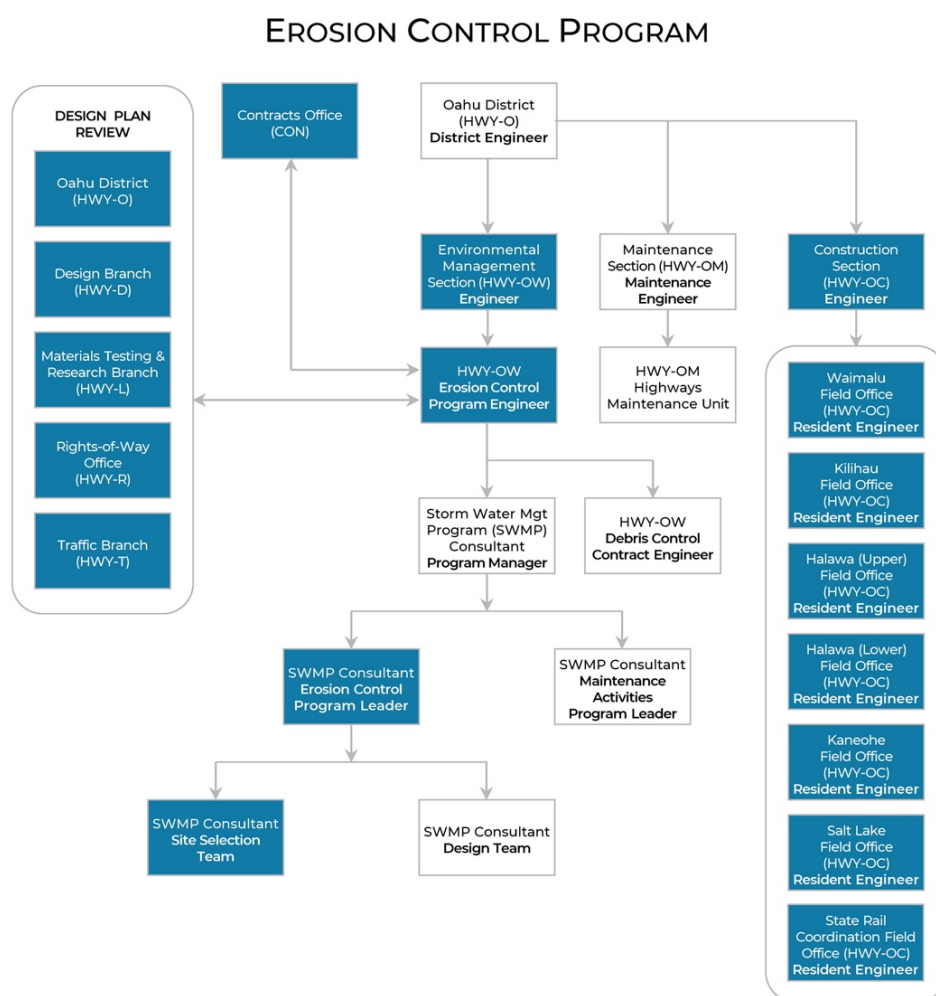 EROSION CONTROL PROGRAM
DESIGN PLAN
REVIEW
Oahu District
(HWY-O)
Design Branch
(HWY-D)
Materials Testing &
Research Branch
(HWY-L)
Rights-of-Way
Office
(HWY-R)
Traffic Branch
(HWY-T)
Contracts Office
(CON)
Oahu District
(HWY-O)
District Engineer
Environmental
Management
Section (HWY-OW)
Engineer
Maintenance
Section (HWY-OM)
Maintenance
Engineer
Construction
Section
(HWY-OC)
Engineer
HWY-OW
Erosion Control
Program Engineer
HWY-OM
Highways
Maintenance Unit
Storm Water Mgt
Program (SWMP)
Consultant
Program Manager
HWY-OW
Debris Control
Contract Engineer
SWMP Consultant
Erosion Control
Program Leader
SWMP Consultant
Maintenance
Activities
Program Leader
SWMP Consultant
Site Selection
Team
SWMP Consultant
Design Team
Waimalu
Field Office
(HWY-OC)
Resident Engineer
Kilihau
Field Office
(HWY-OC)
Resident Engineer
Halawa (Upper)
Field Office
(HWY-OC)
Resident Engineer
Halawa (Lower)
Field Office
(HWY-OC)
Resident Engineer
Kaneohe
Field Office
(HWY-OC)
Resident Engineer
Salt Lake
Field Office
(HWY-OC)
Resident Engineer
State Rail
Coordination Field
Office (HWY-OC)
Resident Engineer